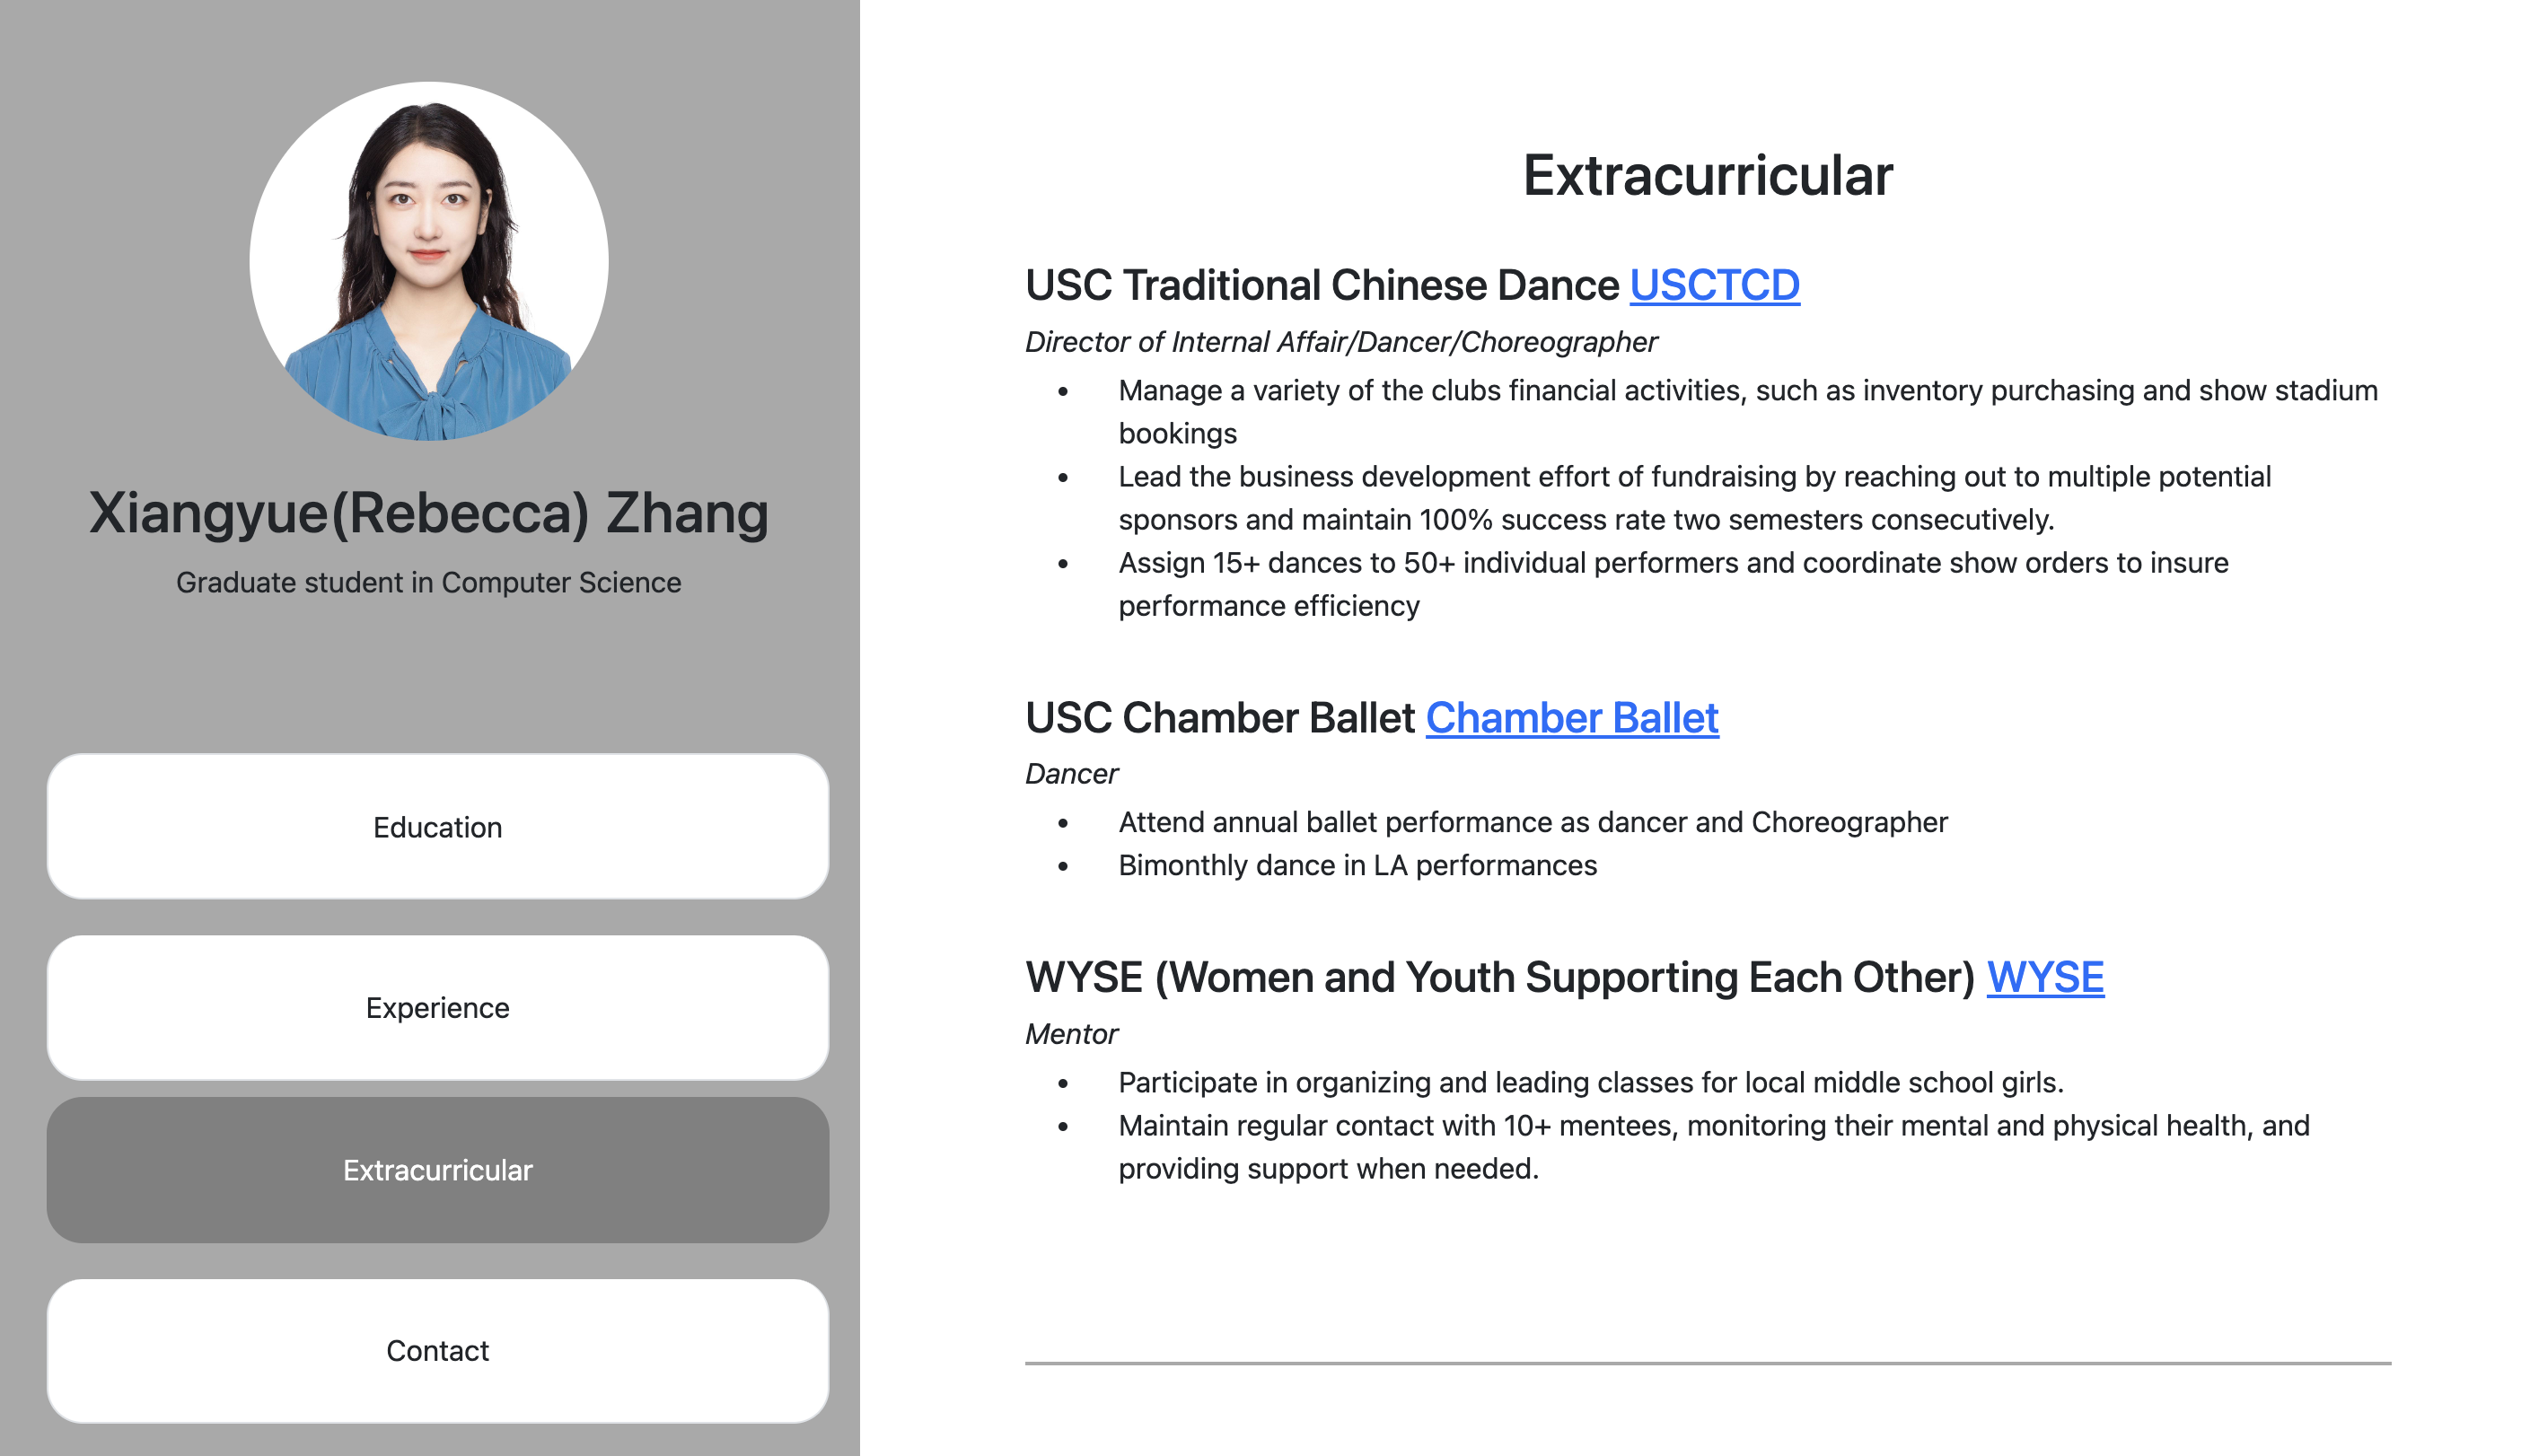 Xiangyue(Rebecca) Zhang
Graduate student in Computer Science
Education
Experience
Extracurricular
Contact
Extracurricular
USC Traditional Chinese Dance USCTCD
Director of Internal Affair/Dancer/Choreographer
• Manage a variety of the clubs financial activities, such as inventory purchasing and show stadium
bookings
• Lead the business development effort of fundraising by reaching out to multiple potential
sponsors and maintain 100% success rate two semesters consecutively.
• Assign 15+ dances to 50+ individual performers and coordinate show orders to insure
performance efficiency
USC Chamber Ballet Chamber Ballet
Dancer
• Attend annual ballet performance as dancer and Choreographer
• Bimonthly dance in LA performances
WYSE (Women and Youth Supporting Each Other) WYSE
Mentor
• Participate in organizing and leading classes for local middle school girls.
• Maintain regular contact with 10+ mentees, monitoring their mental and physical health, and
providing support when needed.